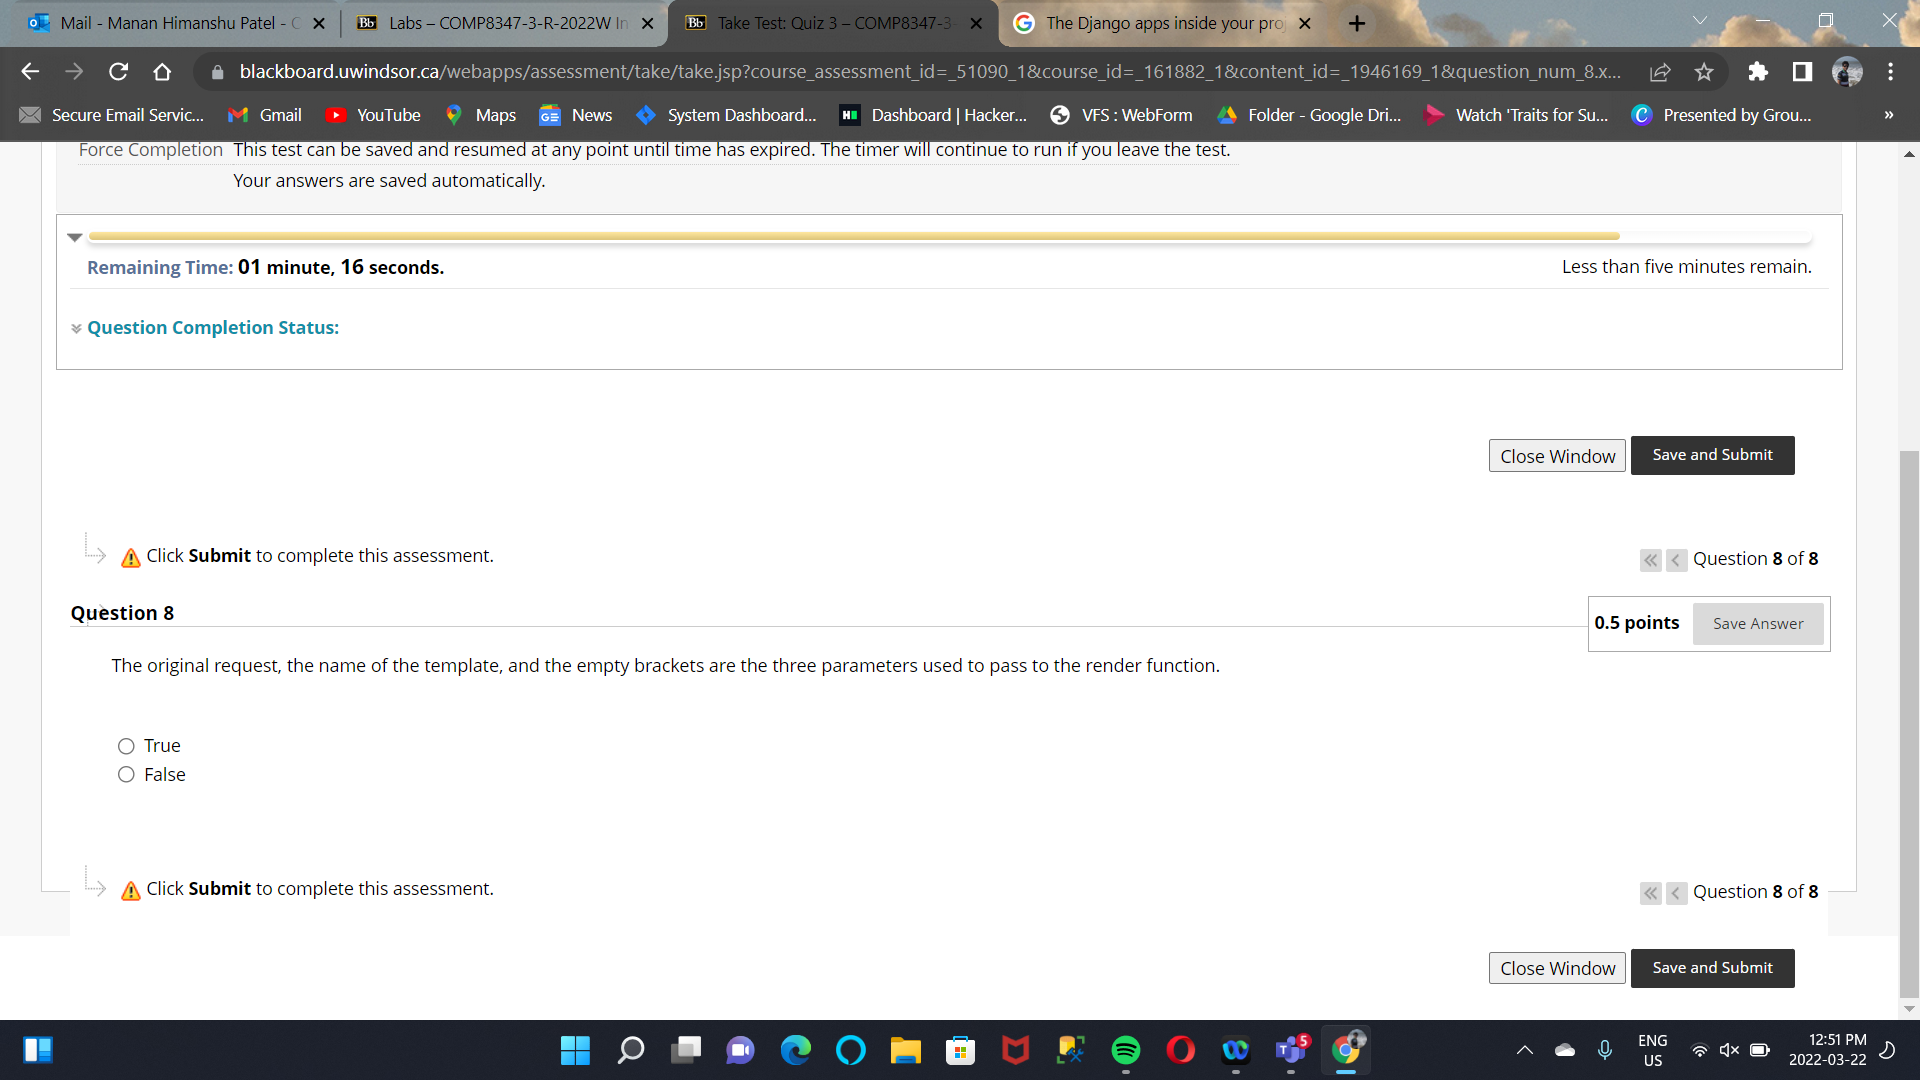 Mail - Manan Himanshu Patel - 
Labs – COMP8347-3-R-2022W In
Take Test: Quiz 3 – COMP8347-3-
The Django apps inside your proj
blackboard.uwindsor.ca/webapps/assessment/take/take.jsp?course_assessment_id=_51090_1&course_id=_161882_1&content_id=_1946169_1&question_num_8.x...
Secure Email Servic...
Gmail
YouTube
Maps
News
System Dashboard...
Dashboard | Hacker...
VFS : WebForm
Folder - Google Dri...
Watch 'Traits for Su...
Presented by Grou...
»
Force Completion This test can be saved and resumed at any point until time has expired. The timer will continue to run if you leave the test.
Your answers are saved automatically.
Remaining Time: 01 minute, 16 seconds.
Less than five minutes remain.
Question Completion Status:
Close Window
Save and Submit
Click Submit to complete this assessment.
Question 8 of 8
Question 8
0.5 points
Save Answer
The original request, the name of the template, and the empty brackets are the three parameters used to pass to the render function.
True
False
Click Submit to complete this assessment.
Question 8 of 8
Close Window
Save and Submit
5
ENG
US
12:51 PM
2022-03-22